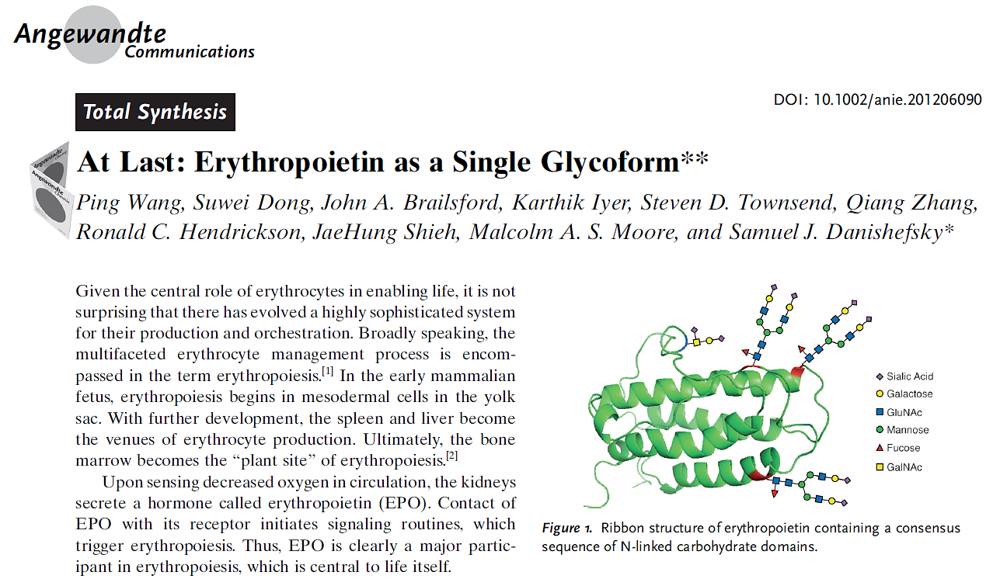 Angewandte
Communications
Total Synthesis
DOI: 10.1002/anie.201206090
At Last: Erythropoietin as a Single Glycoform**
Angewandte
Angewandte
Ping Wang, Suwei Dong, John A. Brailsford, Karthik Iyer, Steven D. Townsend, Qiang Zhang,
Ronald C. Hendrickson, JaeHung Shieh, Malcolm A. S. Moore, and Samuel J. Danishefsky*
Given the central role of erythrocytes in enabling life, it is not
surprising that there has evolved a highly sophisticated system
for their production and orchestration. Broadly speaking, the
multifaceted erythrocyte management process is encom-
passed in the term erythropoiesis.[1] In the early mammalian
fetus, erythropoiesis begins in mesodermal cells in the yolk
sac. With further development, the spleen and liver become
the venues of erythrocyte production. Ultimately, the bone
marrow becomes the “plant site” of erythropoiesis.[2]
Upon sensing decreased oxygen in circulation, the kidneys
secrete a hormone called erythropoietin (EPO). Contact of
EPO with its receptor initiates signaling routines, which
trigger erythropoiesis. Thus, EPO is clearly a major partic-
ipant in erythropoiesis, which is central to life itself.
Sialic Acid
Galactose
GluNAc
Mannose
Fucose
GalNAc
Figure 1. Ribbon structure of erythropoietin containing a consensus
sequence of N-linked carbohydrate domains.